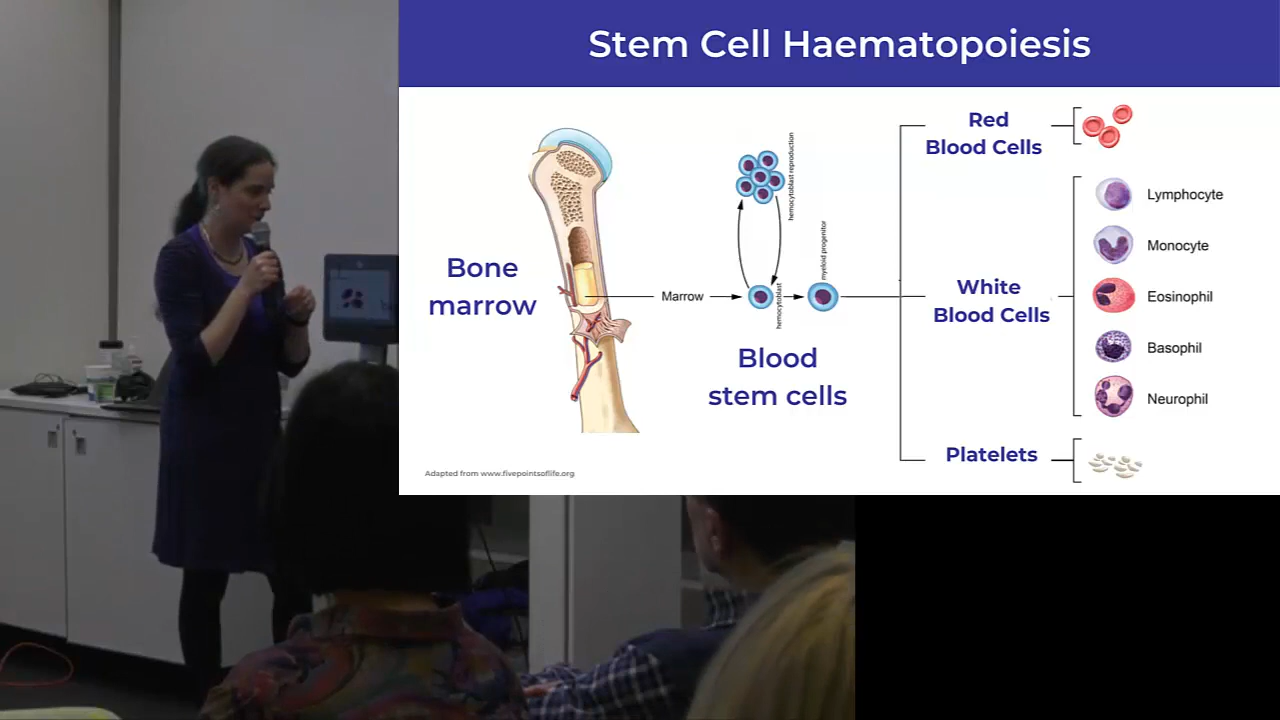 Stem Cell Haematopoiesis
Bone
marrow
Marrow
hemocytoblast reproduction
hemocytoblast
myeloid progenitor
Blood
stem cells
Red
Blood Cells
White
Blood Cells
Platelets
Lymphocyte
Monocyte
Eosinophil
Basophil
Neurophil
Adapted from www.fivepointsoflife.org